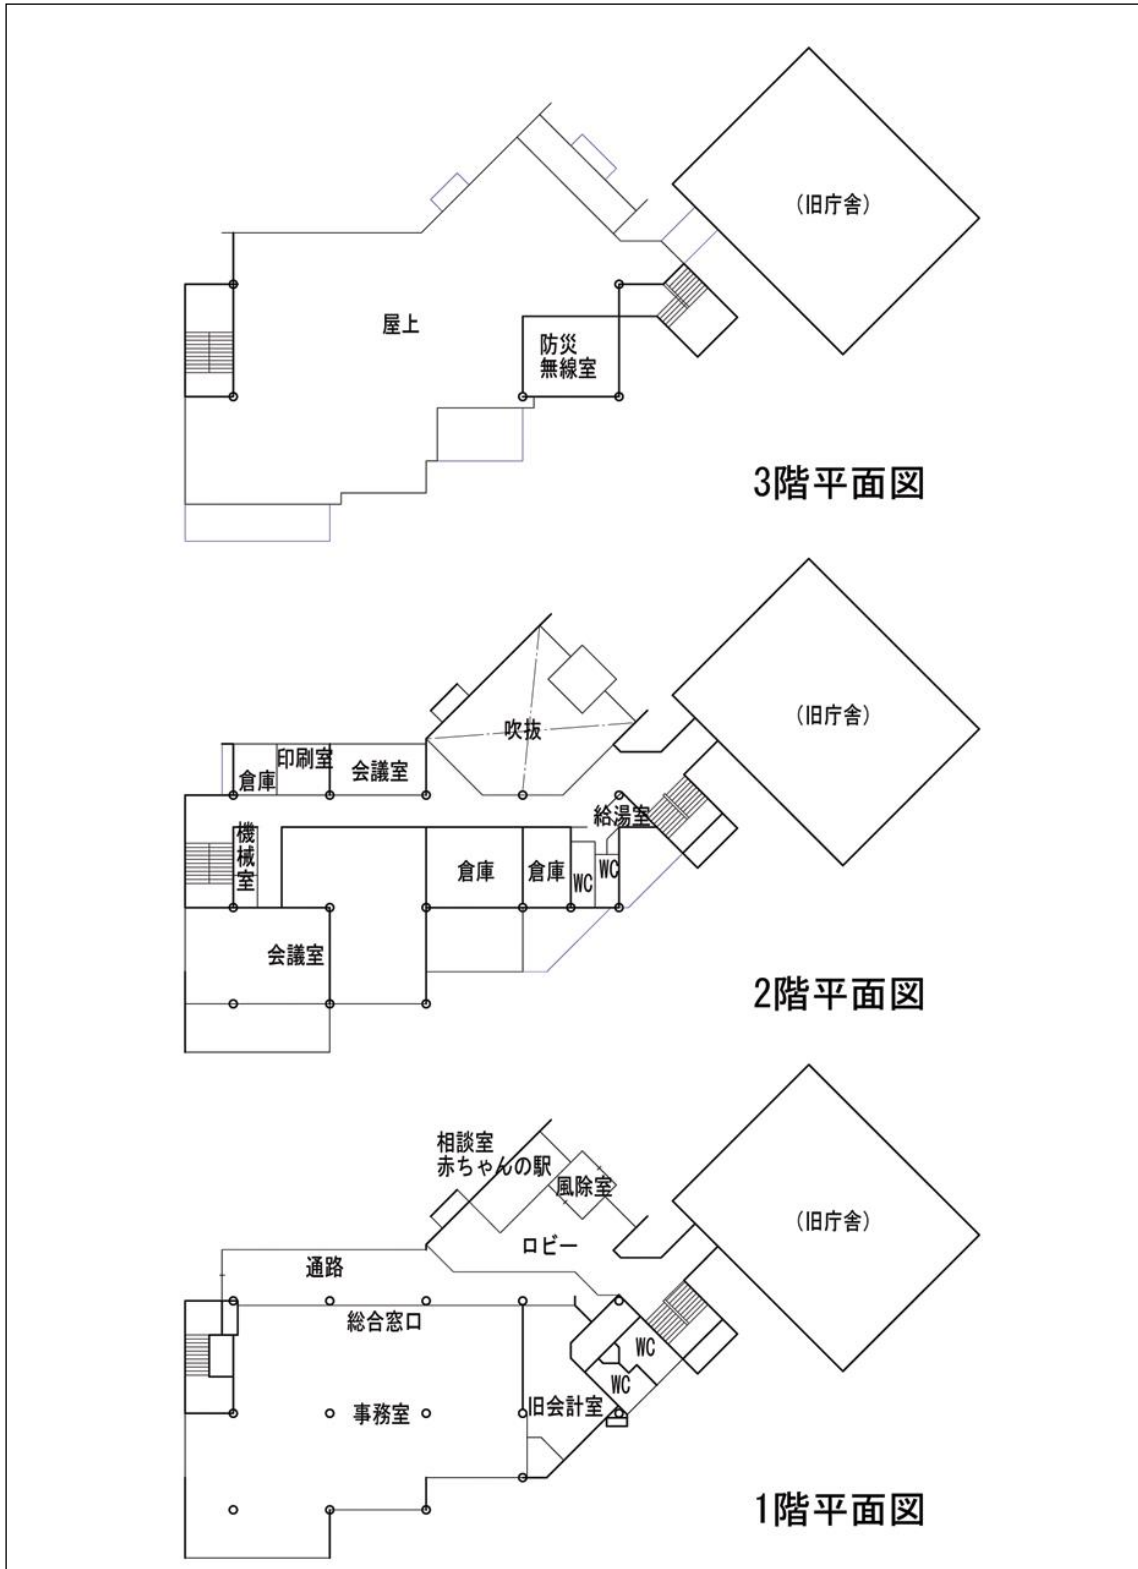 (旧庁舎)
屋上
防災
無線室
3階平面図
(旧庁舎)
吹抜
印刷室
倉庫
会議室
給湯室
機
械
室
倉庫
倉庫
WC
WC
会議室
2階平面図
相談室
赤ちゃんの駅
風除室
(旧庁舎)
ロビー
通路
総合窓口
WC
WC
事務室
旧会計室
1階平面図